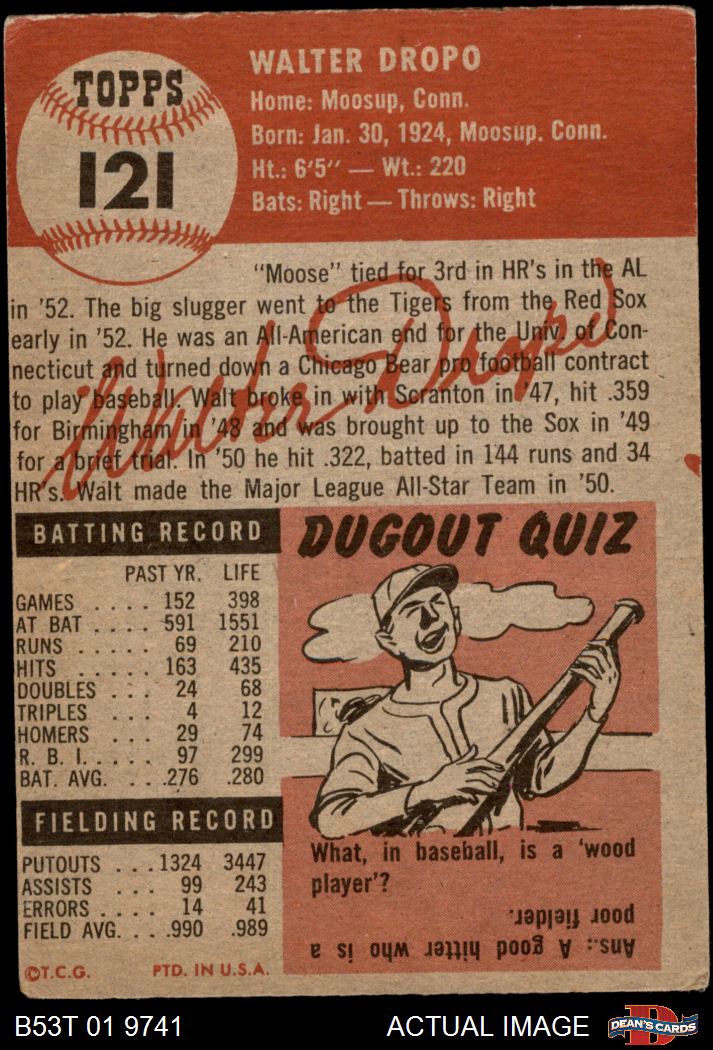 TOPPS
121
WALTER DROPO
Home: Moosup, Conn.
Born: Jan. 30, 1924, Moosup. Conn.
Ht.: 6'5" — Wt.: 220
Bats: Right — Throws: Right
"Moose" tied for 3rd in HR's in the AL
in '52. The big slugger went to the Tigers from the Red Sox
early in '52. He was an All-American end for the Univ. of Con-
necticut and turned down a Chicago Bear pro football contract
to play baseball. Walt broke in with Scranton in '47, hit .359
for Birmingham in '48 and was brought up to the Sox in '49
for a brief trial. In '50 he hit .322, batted in 144 runs and 34
HR's. Walt made the Major League All-Star Team in '50.
Walter Dropo
BATTING RECORD
PAST YR. LIFE
GAMES .... 152 398
AT BAT .... 591 1551
RUNS ..... 69 210
HITS ..... 163 435
DOUBLES ... 24 68
TRIPLES ... 4 12
HOMERS ... 29 74
R. B. I. ..... 97 299
BAT. AVG. ... .276 .280
FIELDING RECORD
PUTOUTS ... 1324 3447
ASSISTS ... 99 243
ERRORS .... 14 41
FIELD AVG. ... .990 .989
©T.C.G. PTD. IN U.S.A.
DUGOUT QUIZ
What, in baseball, is a 'wood
player'?
Ans.: A good hitter who is a
poor fielder.
B53T 01 9741 ACTUAL IMAGE
D
DEAN'S CARDS